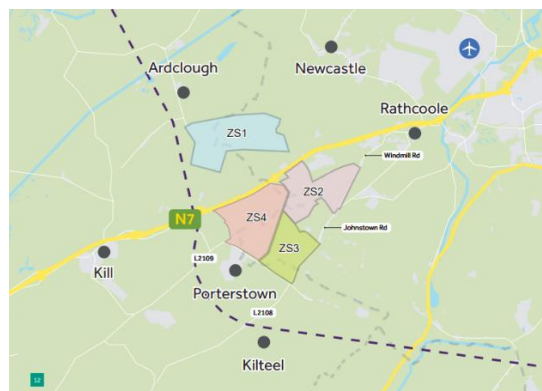 Ardclough
Newcastle
Rathcoole
ZS1
Windmill Rd
ZS2
ZS4
N7
Johnstown Rd
ZS3
Kill
L2109
Porterstown
L2108
Kilteel
12